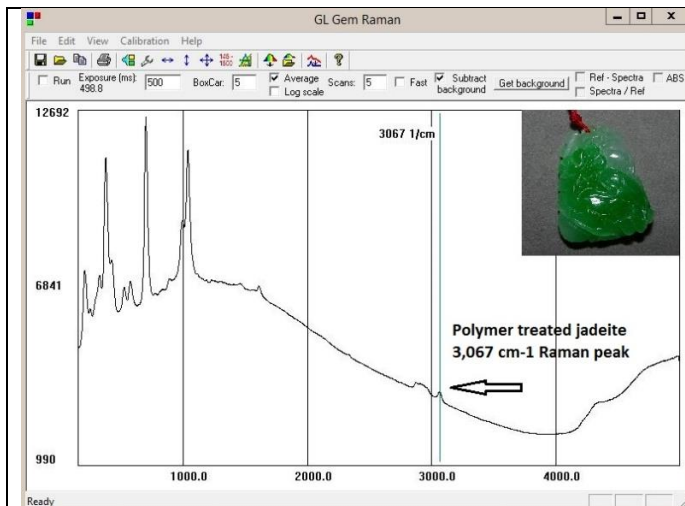 GL Gem Raman
File Edit View Calibration Help
Run Exposure (ms): 498.8 500 BoxCar: 5 Average Log scale Scans: 5 Fast Subtract background Get background Ref - Spectra Spectra / Ref ABS
12692
3067 1/cm
6841
Polymer treated jadeite
3,067 cm-1 Raman peak
990
1000.0 2000.0 3000.0 4000.0
Ready